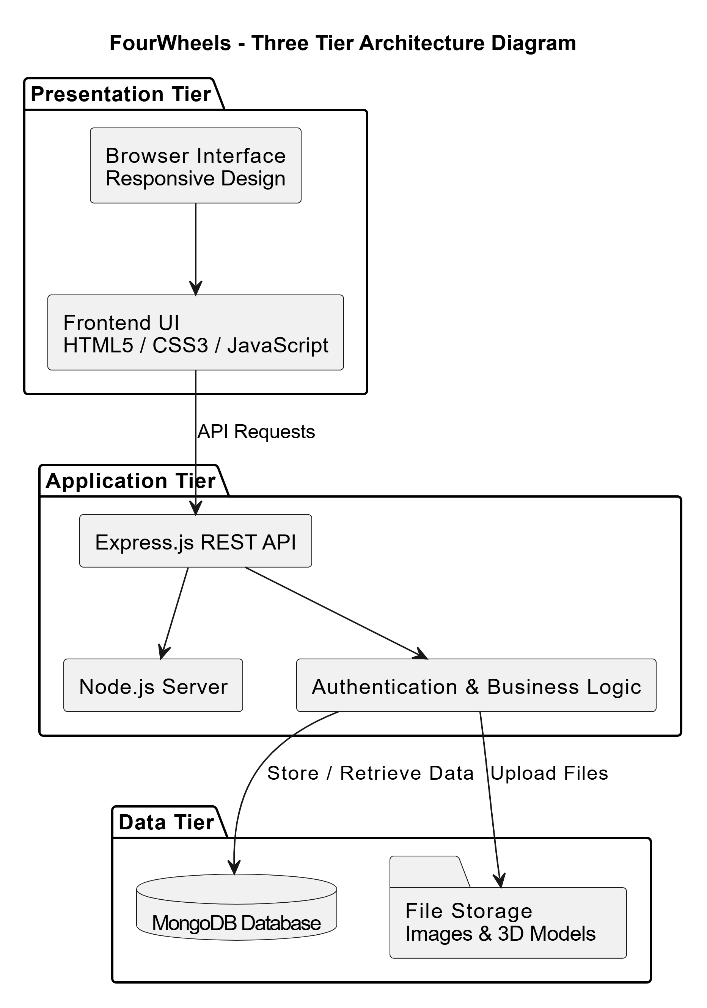 FourWheels - Three Tier Architecture Diagram
Presentation Tier
Browser Interface
Responsive Design
Frontend UI
HTML5 / CSS3 / JavaScript
API Requests
Application Tier
Express.js REST API
Node.js Server
Authentication & Business Logic
Store / Retrieve Data
Upload Files
Data Tier
MongoDB Database
File Storage
Images & 3D Models